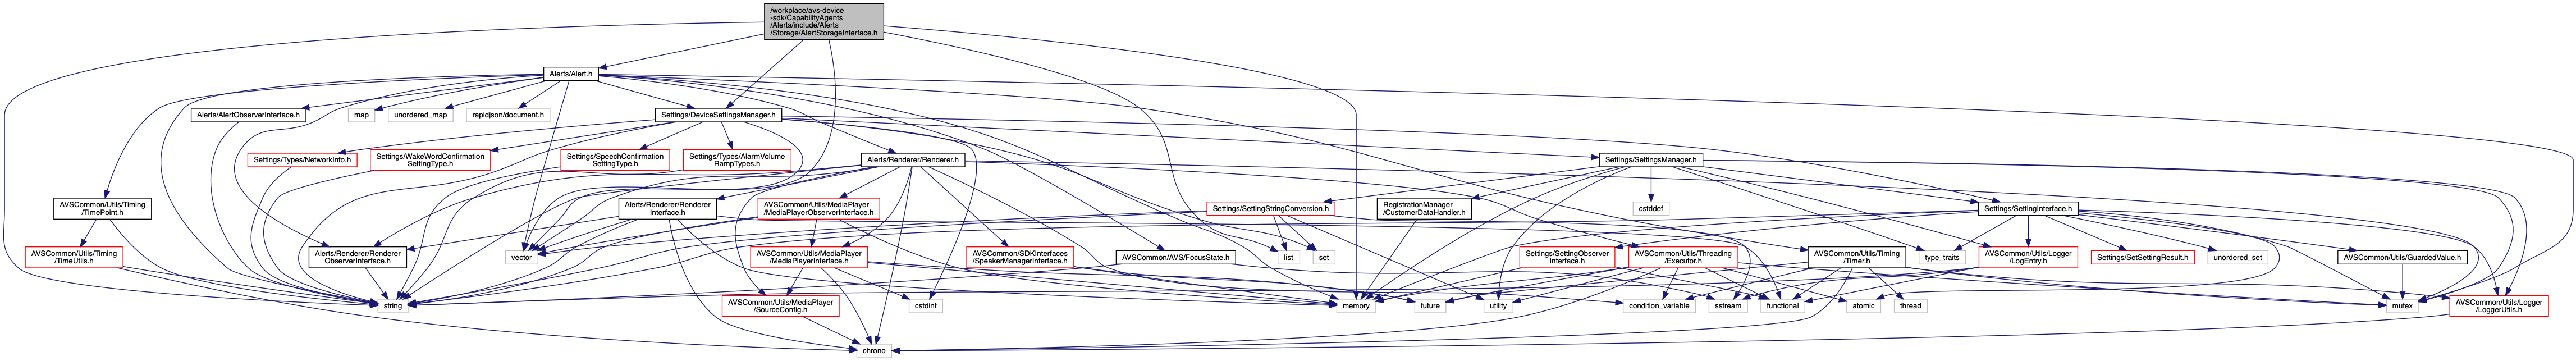 /workplace/avs-device
-sdk/CapabilityAgents
/Alerts/include/Alerts
/Storage/AlertStorageInterface.h
Alerts/Alert.h
Alerts/AlertObserverInterface.h
map
unordered_map
rapidjson/document.h
Settings/DeviceSettingsManager.h
Settings/Types/NetworkInfo.h
Settings/WakeWordConfirmation
SettingType.h
Settings/SpeechConfirmation
SettingType.h
Settings/Types/AlarmVolume
RampTypes.h
Alerts/Renderer/Renderer.h
Settings/SettingsManager.h
AVSCommon/Utils/Timing
/TimePoint.h
Alerts/Renderer/Renderer
Interface.h
AVSCommon/Utils/MediaPlayer
/MediaPlayerObserverInterface.h
Settings/SettingStringConversion.h
RegistrationManager
/CustomerDataHandler.h
cstddef
Settings/SettingInterface.h
AVSCommon/Utils/Timing
/TimeUtils.h
Alerts/Renderer/Renderer
ObserverInterface.h
vector
AVSCommon/Utils/MediaPlayer
/MediaPlayerInterface.h
AVSCommon/SDKInterfaces
/SpeakerManagerInterface.h
AVSCommon/AVS/FocusState.h
list
set
Settings/SettingObserver
Interface.h
AVSCommon/Utils/Threading
/Executor.h
AVSCommon/Utils/Timing
/Timer.h
type_traits
AVSCommon/Utils/Logger
/LogEntry.h
Settings/SetSettingResult.h
unordered_set
AVSCommon/Utils/GuardedValue.h
string
AVSCommon/Utils/MediaPlayer
/SourceConfig.h
cstdint
memory
future
utility
condition_variable
sstream
functional
atomic
thread
mutex
AVSCommon/Utils/Logger
/LoggerUtils.h
chrono